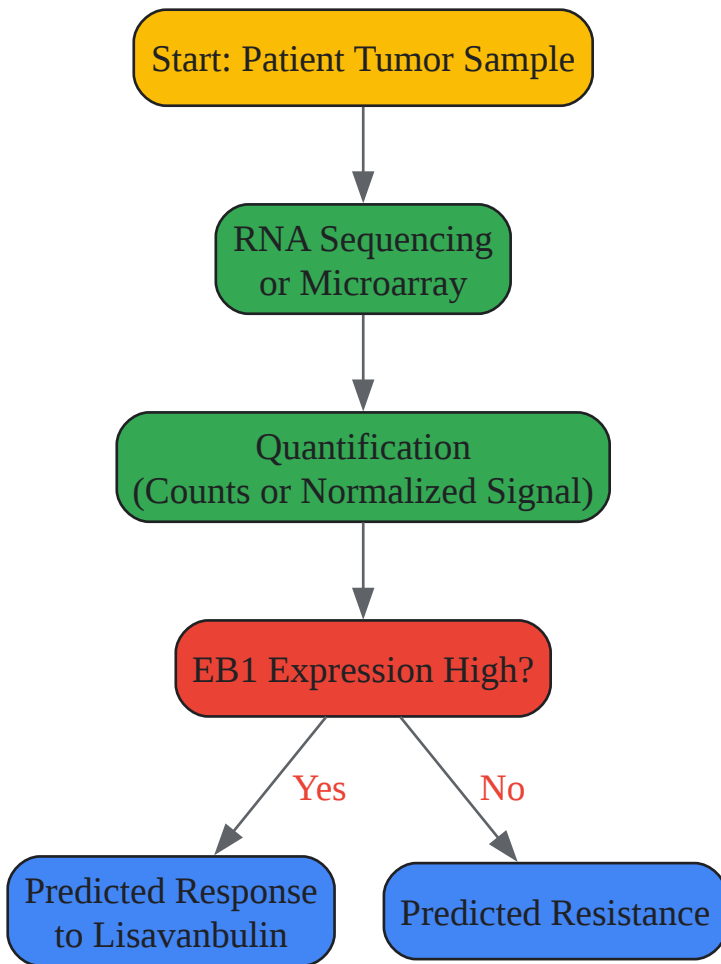 Start: Patient Tumor Sample
RNA Sequencing
or Microarray
Quantification
(Counts or Normalized Signal)
EB1 Expression High?
Yes
No
Predicted Response
to Lisavanbulin
Predicted Resistance